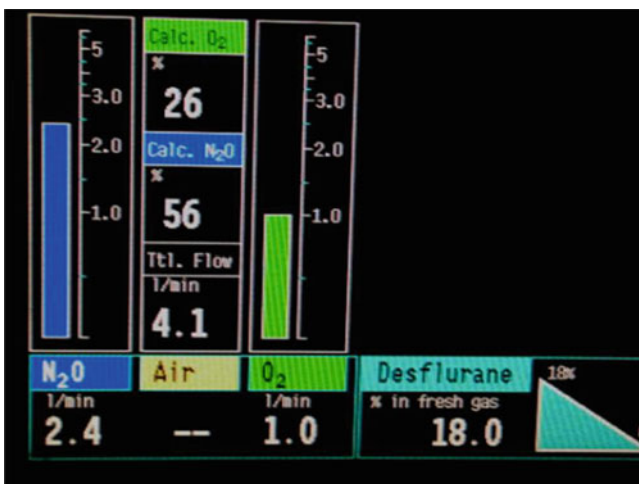 5
3.0
2.0
1.0
Calc. O₂
%
26
Calc. N₂O
%
56
Ttl. Flow
l/min
4.1
5
3.0
2.0
1.0
N₂O
l/min
2.4
Air
--
O₂
l/min
1.0
Desflurane
% in fresh gas
18.0
18%